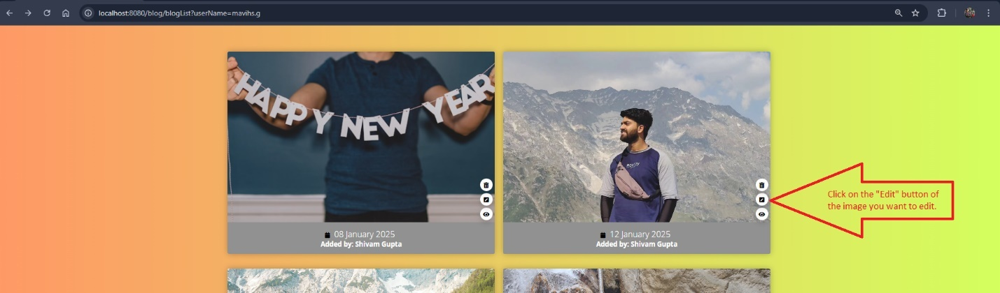 localhost:8080/blog/blogList?userName=mavihs.g
HAPPY NEW YEAR
08 January 2025
Added by: Shivam Gupta
12 January 2025
Added by: Shivam Gupta
Click on the "Edit" button of
the image you want to edit.